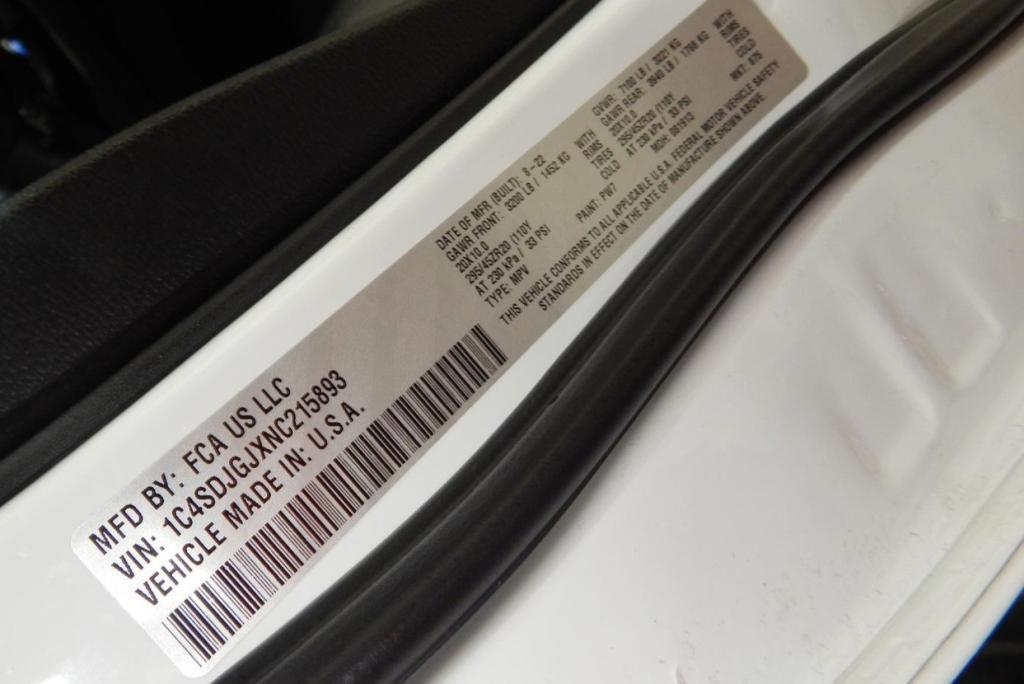 MFD BY: FCA US LLC
VIN: 1C4SDJGJXNC215893
VEHICLE MADE IN: U.S.A.
DATE OF MFR (BUILT): 8-22 GVWR: 7100 LB / 3221 KG
GAWR FRONT: 3200 LB / 1452 KG WITH GAWR REAR: 3940 LB / 1788 KG WITH
20X10.0 RIMS 20X10.0 RIMS
295/45ZR20 (110Y TIRES 295/45ZR20 (110Y TIRES
AT 230 kPa / 33 PSI COLD AT 230 kPa / 33 PSI COLD
TYPE: MPV PAINT: PW7 MDH: 081113 MKT: 875
THIS VEHICLE CONFORMS TO ALL APPLICABLE U.S.A. FEDERAL MOTOR VEHICLE SAFETY
STANDARDS IN EFFECT ON THE DATE OF MANUFACTURE SHOWN ABOVE